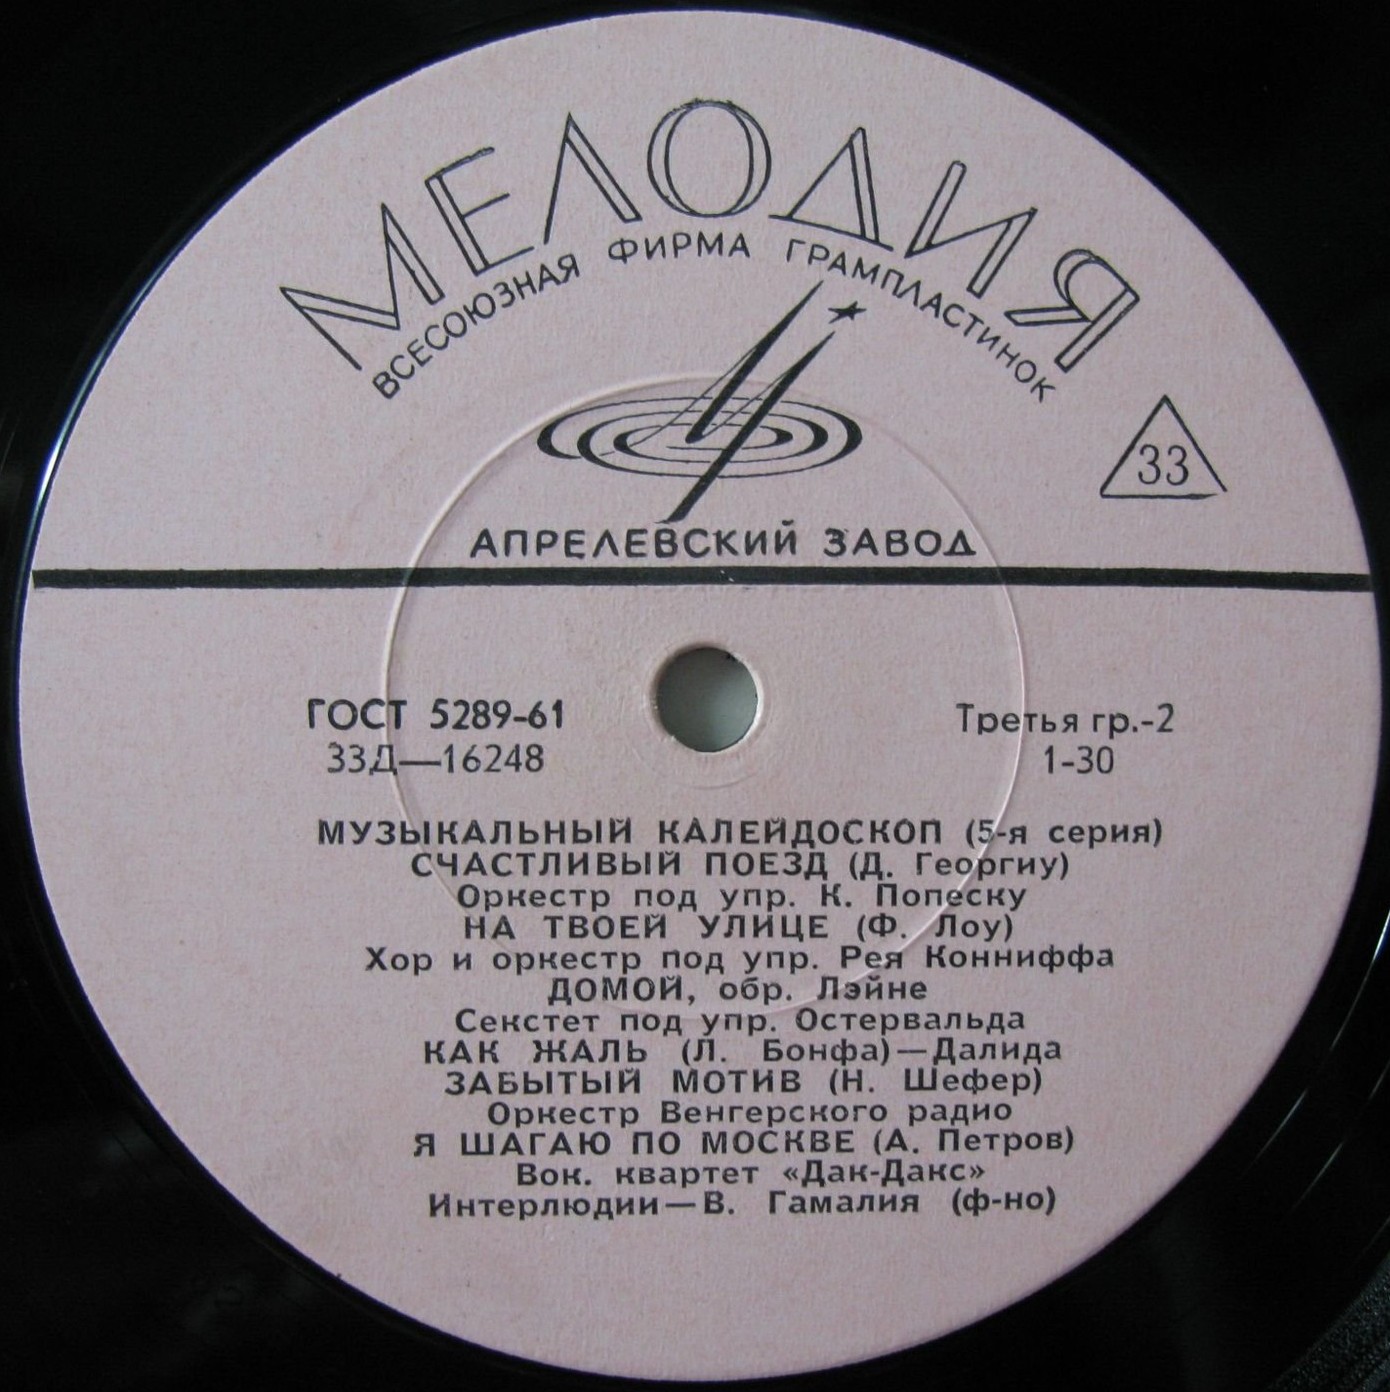 МЕЛОДИЯ
ВСЕСОЮЗНАЯ ФИРМА ГРАМПЛАСТИНОК
33
АПРЕЛЕВСКИЙ ЗАВОД
ГОСТ 5289-61
33Д—16248
Третья гр.-2
1-30
МУЗЫКАЛЬНЫЙ КАЛЕЙДОСКОП (5-я серия)
СЧАСТЛИВЫЙ ПОЕЗД (Д. Георгиу)
Оркестр под упр. К. Попеску
НА ТВОЕЙ УЛИЦЕ (Ф. Лоу)
Хор и оркестр под упр. Рея Конниффа
ДОМОЙ, обр. Лэйне
Секстет под упр. Остервальда
КАК ЖАЛЬ (Л. Бонфа)—Далида
ЗАБЫТЫЙ МОТИВ (Н. Шефер)
Оркестр Венгерского радио
Я ШАГАЮ ПО МОСКВЕ (А. Петров)
Вок. квартет «Дак-Дакс»
Интерлюдии—В. Гамалия (ф-но)